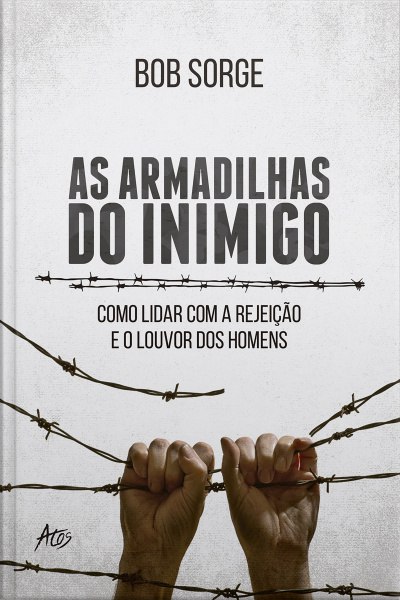 BOB SORGE
AS ARMADILHAS
DO INIMIGO
COMO LIDAR COM A REJEIÇÃO
E O LOUVOR DOS HOMENS
Atos